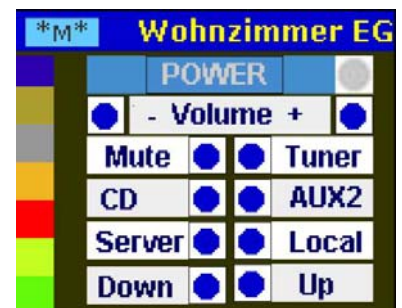 *M* Wohnzimmer EG
POWER
- Volume +
Mute Tuner
CD AUX2
Server Local
Down Up